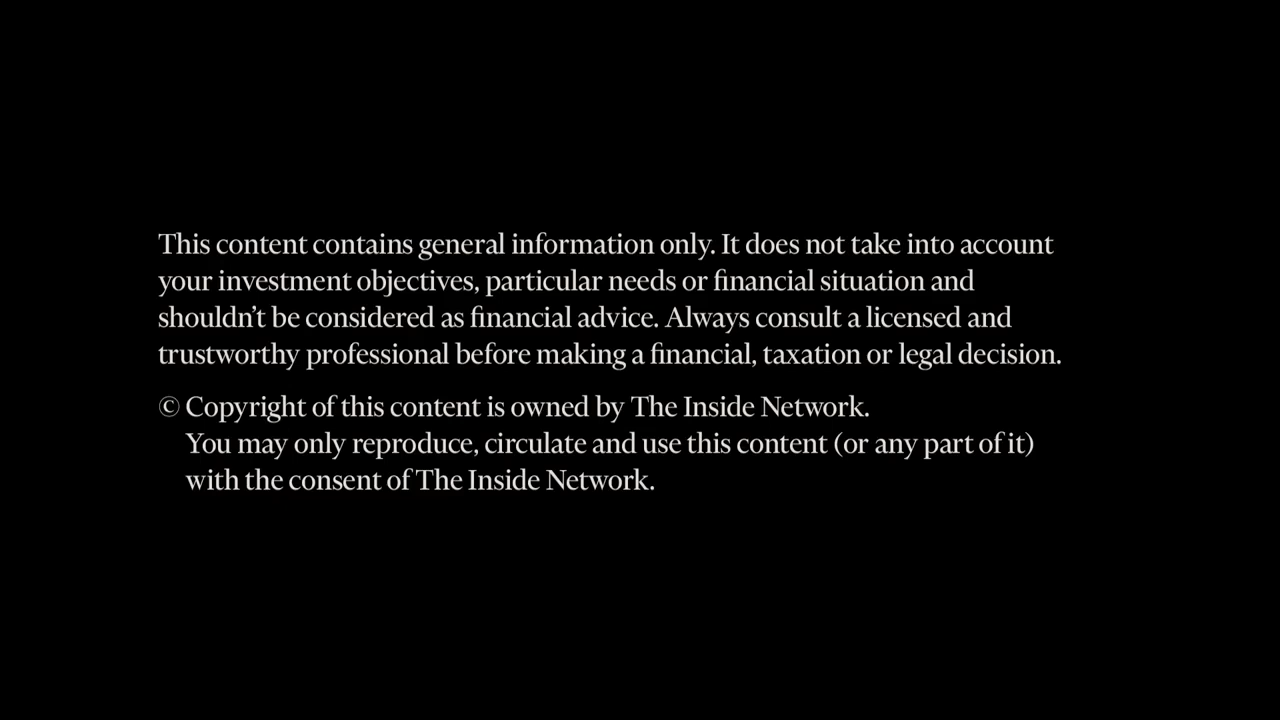 This content contains general information only. It does not take into account
your investment objectives, particular needs or financial situation and
shouldn’t be considered as financial advice. Always consult a licensed and
trustworthy professional before making a financial, taxation or legal decision.
© Copyright of this content is owned by The Inside Network.
You may only reproduce, circulate and use this content (or any part of it)
with the consent of The Inside Network.